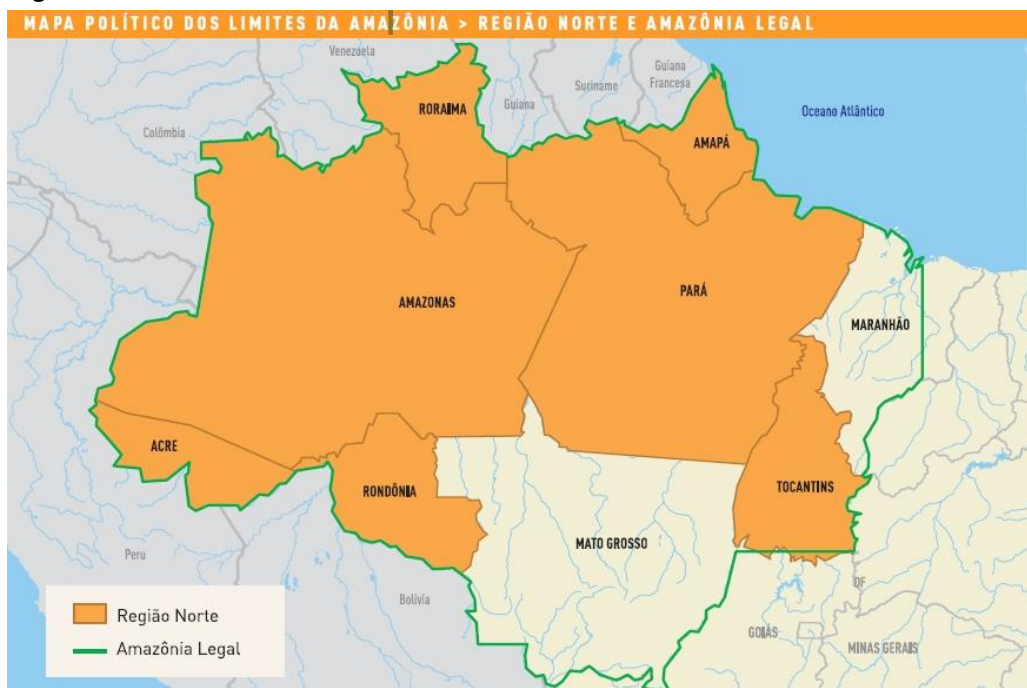 MAPA POLÍTICO DOS LIMITES DA AMAZÔNIA > REGIÃO NORTE E AMAZÔNIA LEGAL
Venezuela
Suriname
Guiana
Francesa
Guiana
RORAIMA
Oceano Atlântico
Colômbia
AMAPÁ
PARÁ
AMAZONAS
MARANHÃO
ACRE
RONDÔNIA
TOCANTINS
MATO GROSSO
Peru
Bolivia
DF
GOIÁS
MINAS GERAIS
Região Norte
Amazônia Legal